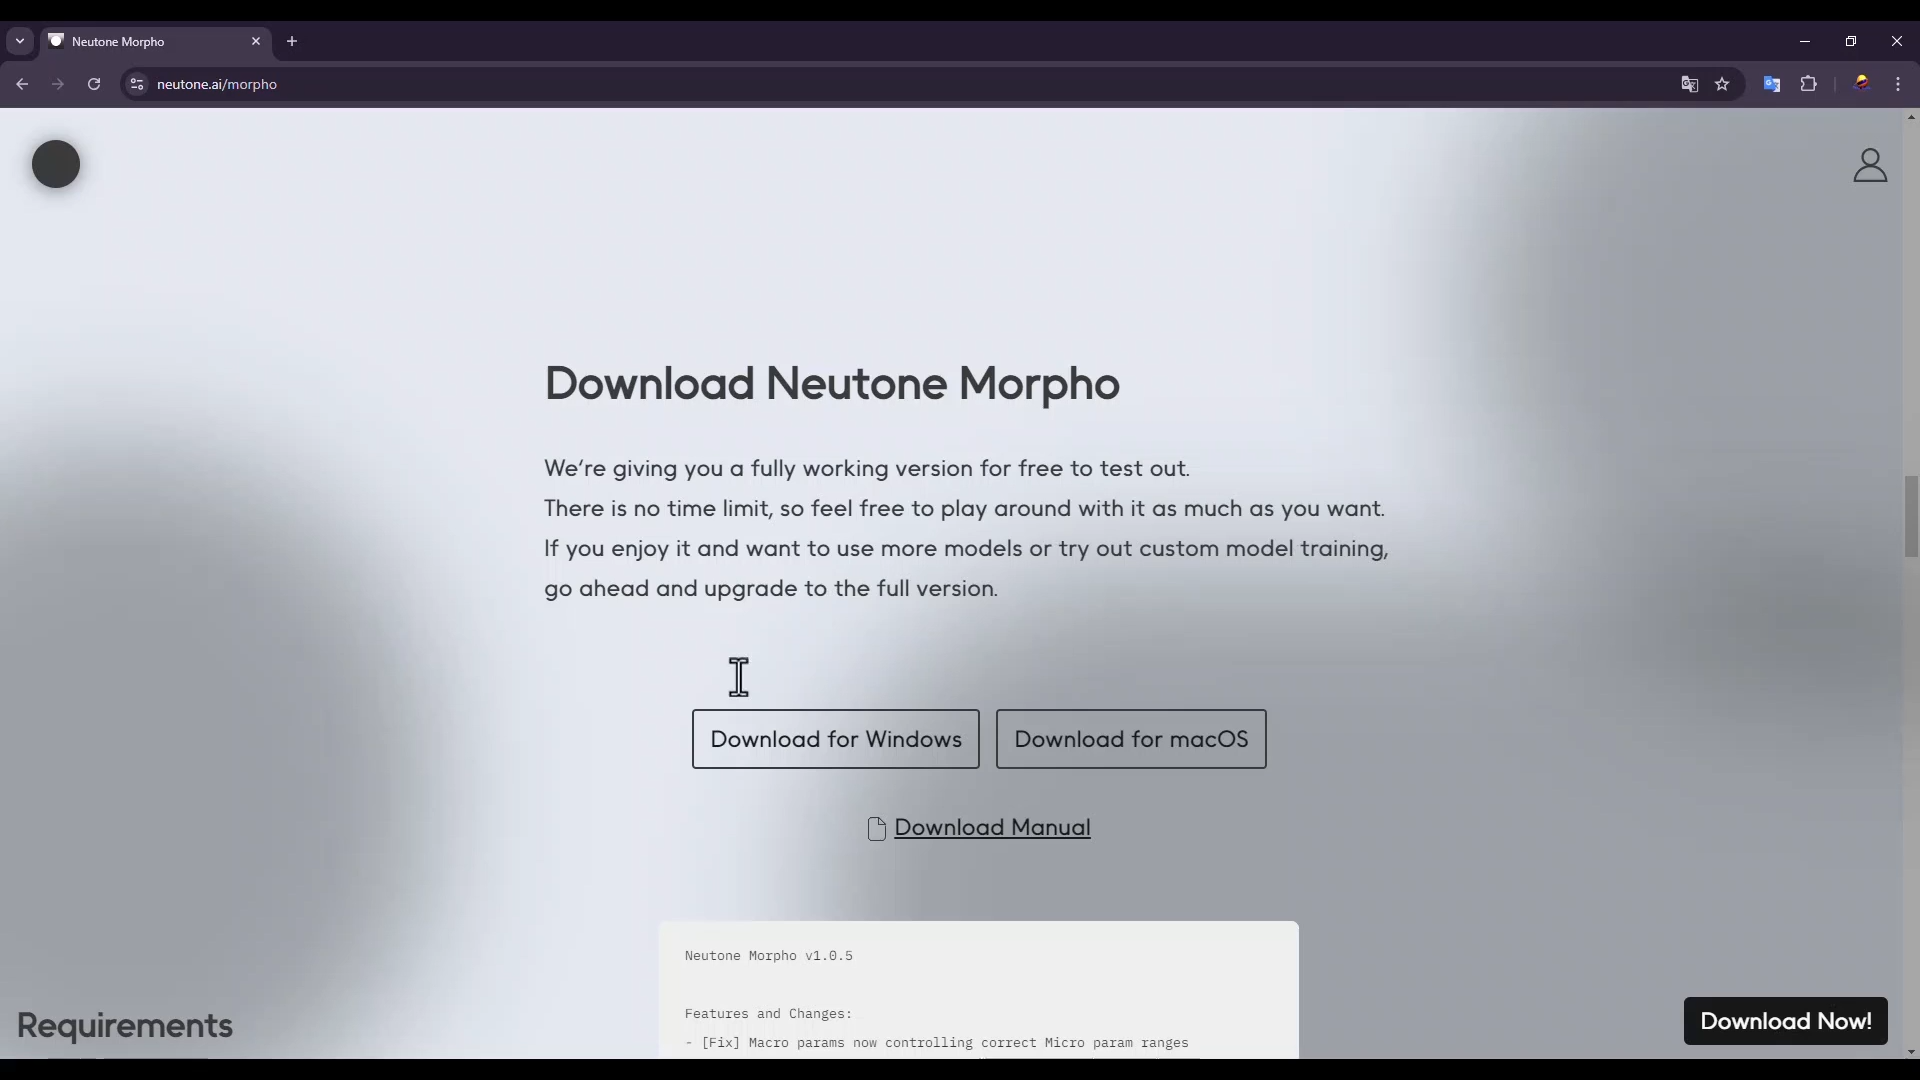 Neutone Morpho
neutone.ai/morpho
Download Neutone Morpho
We're giving you a fully working version for free to test out.
There is no time limit, so feel free to play around with it as much as you want.
If you enjoy it and want to use more models or try out custom model training,
go ahead and upgrade to the full version.
Download for Windows
Download for macOS
Download Manual
Neutone Morpho v1.0.5
Features and Changes:
- [Fix] Macro params now controlling correct Micro param ranges
Requirements
Download Now!